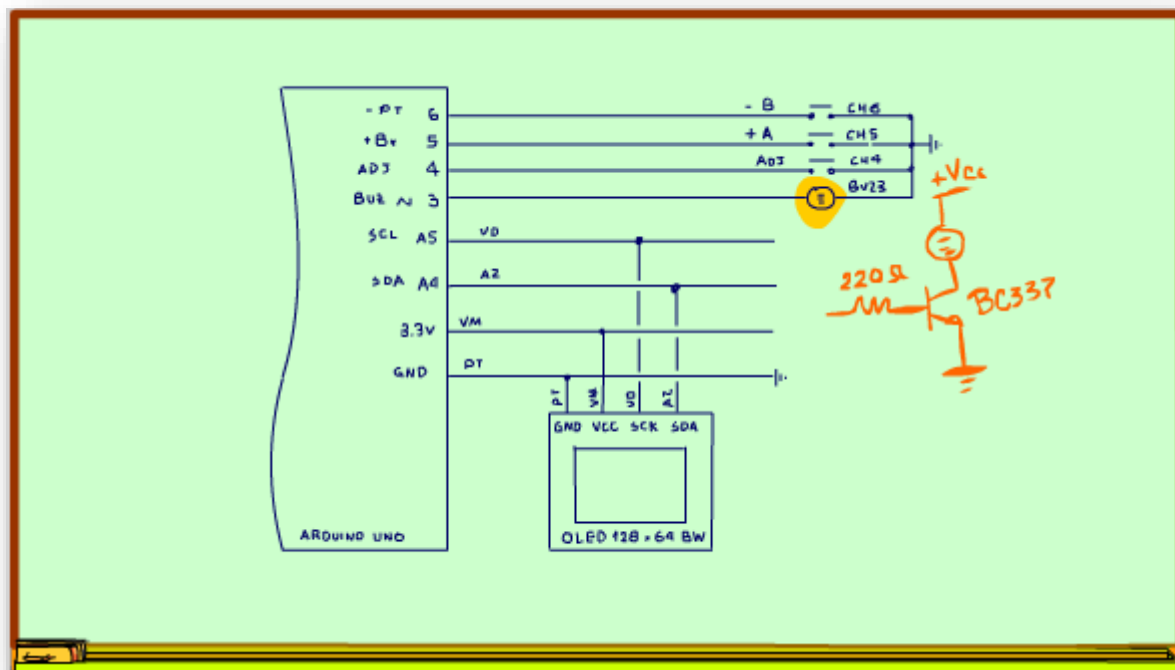 - PT 6 - B CH6
+Br 5 + A CH5
ADJ 4 ADJ CH4
BUZ ~ 3 BUZ3
+Vcc
SCL A5 VD
SDA A4 AZ
220Ω
BC337
3.3V VM
GND PT
PT VM VD AZ
GND VCC SCK SDA
ARDUINO UNO
OLED 128 x 64 BW